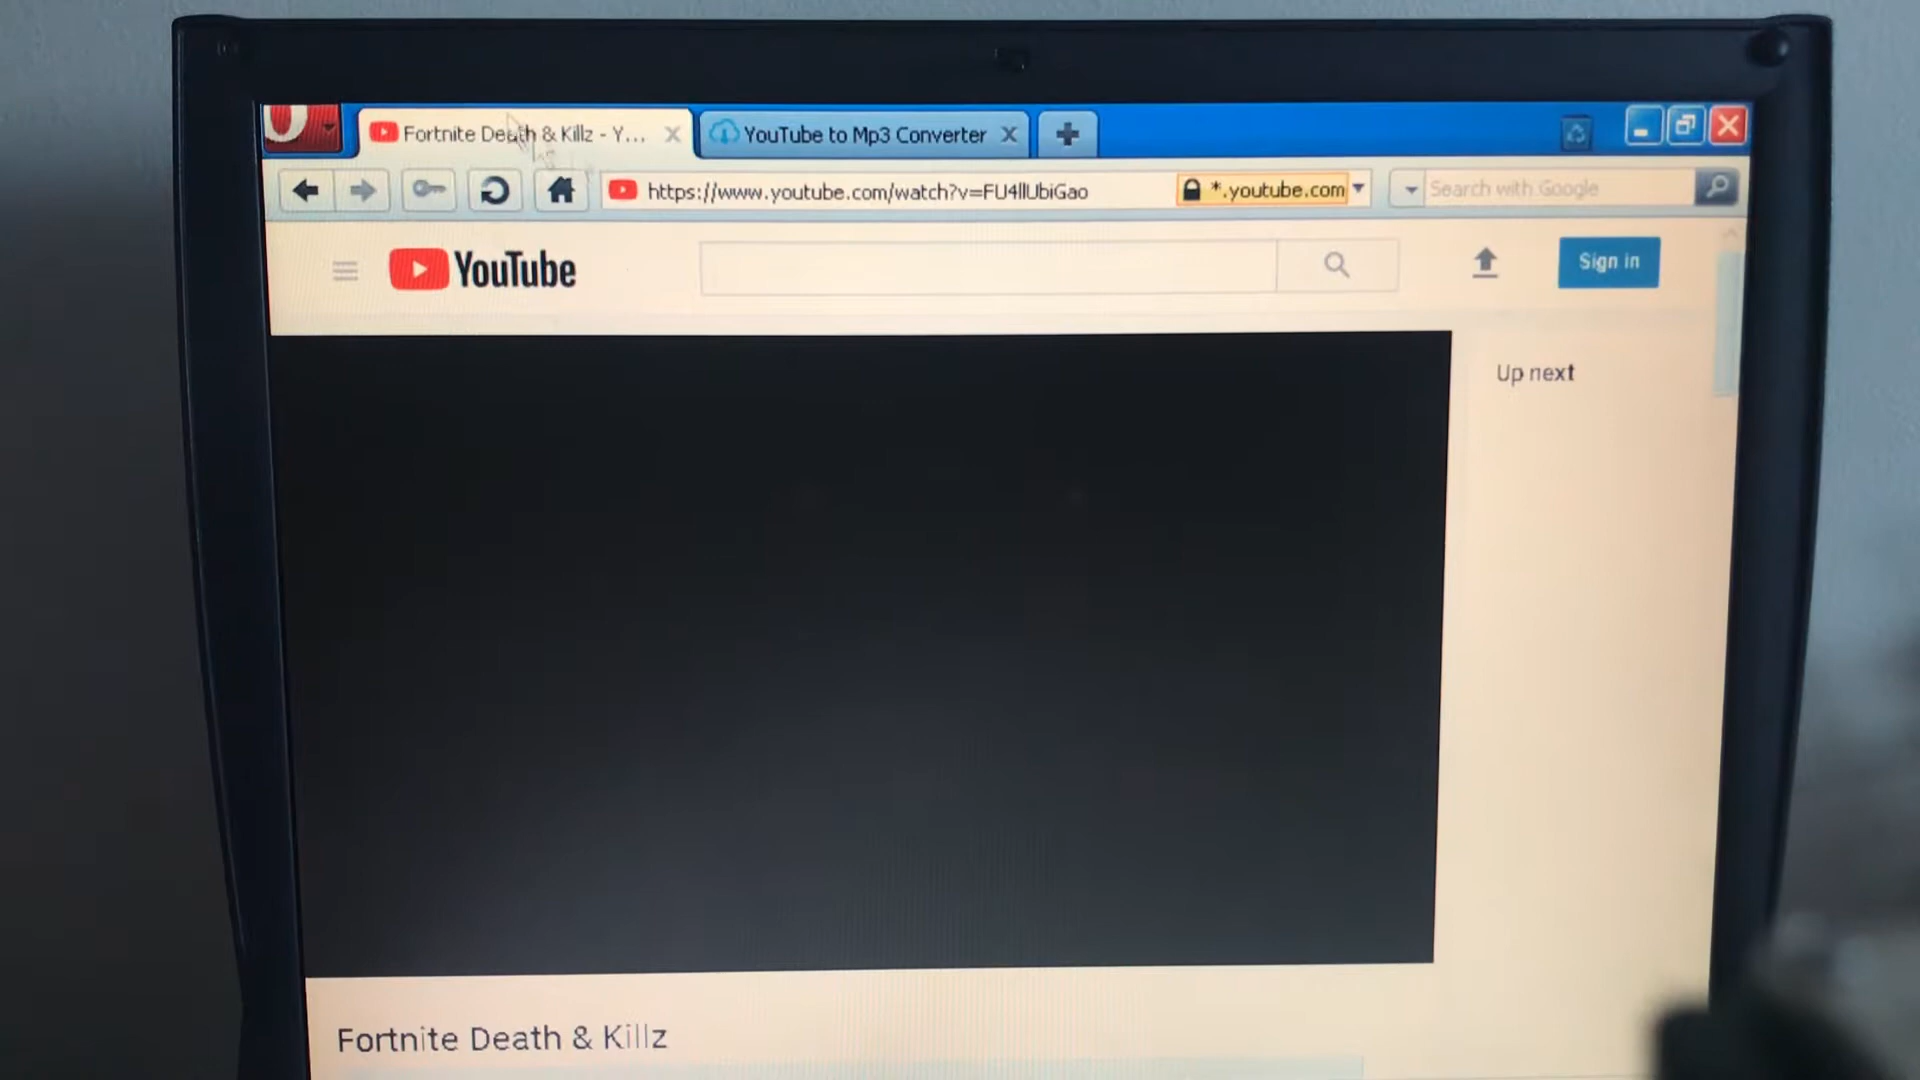 Fortnite Death & Killz - Y...
YouTube to Mp3 Converter
https://www.youtube.com/watch?v=FU4llUbiGao
*.youtube.com
Search with Google
YouTube
Sign in
Up next
Fortnite Death & Killz